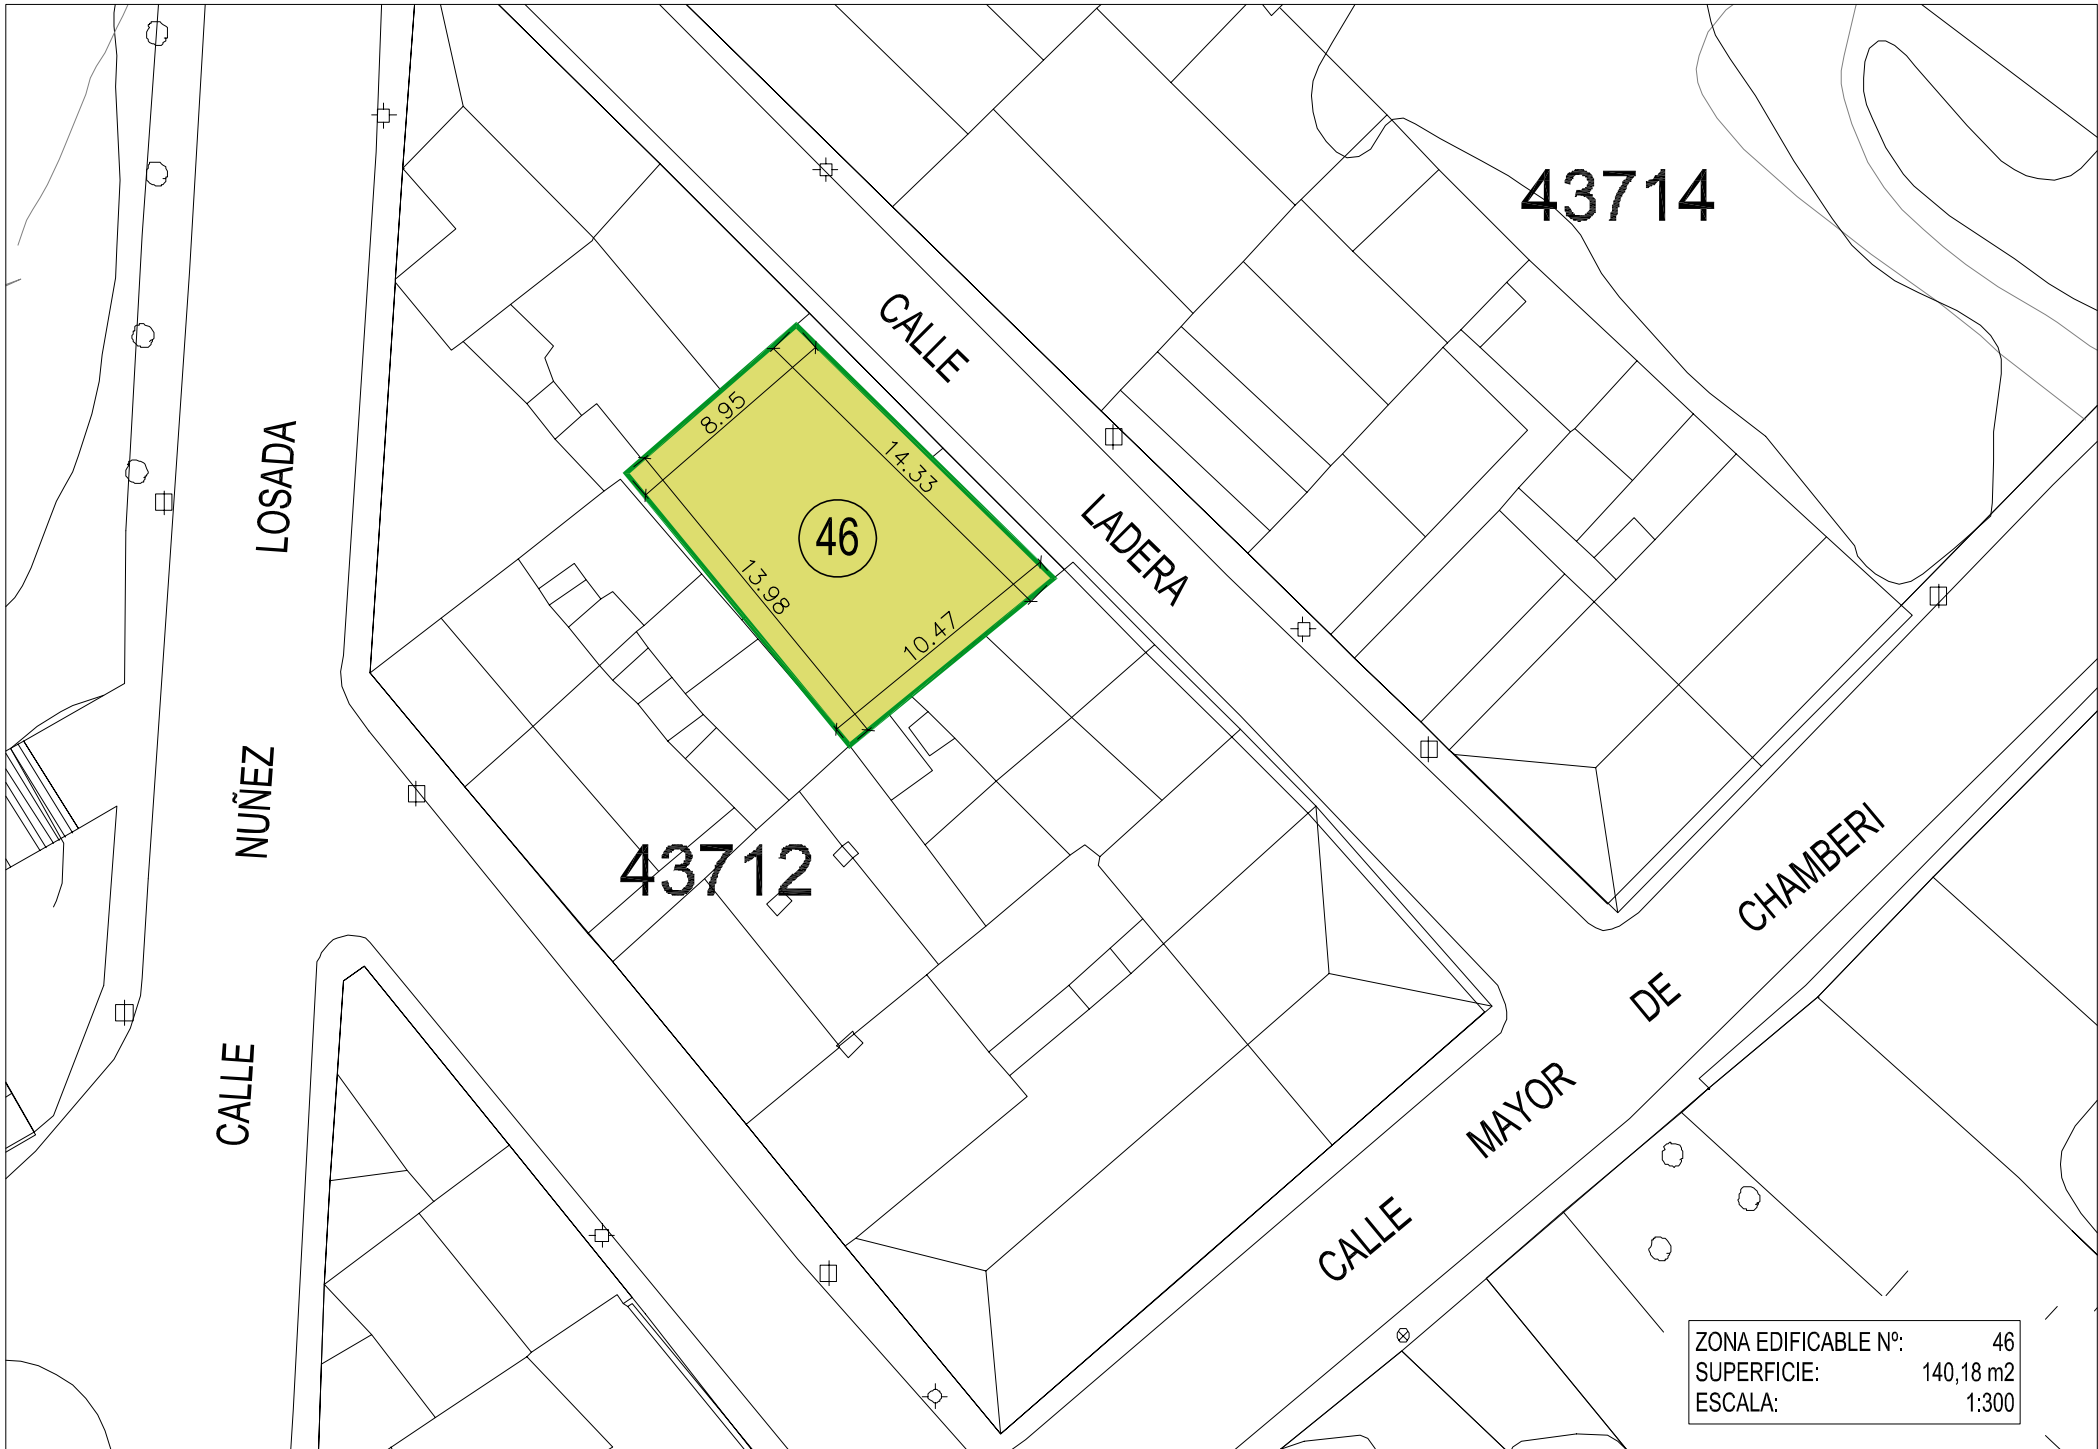 43714
CALLE
LADERA
LOSADA
NUÑEZ
CALLE
8.95
14.33
46
13.98
10.47
43712
CHAMBERI
DE
MAYOR
CALLE
ZONA EDIFICABLE Nº: 46
SUPERFICIE: 140,18 m2
ESCALA: 1:300